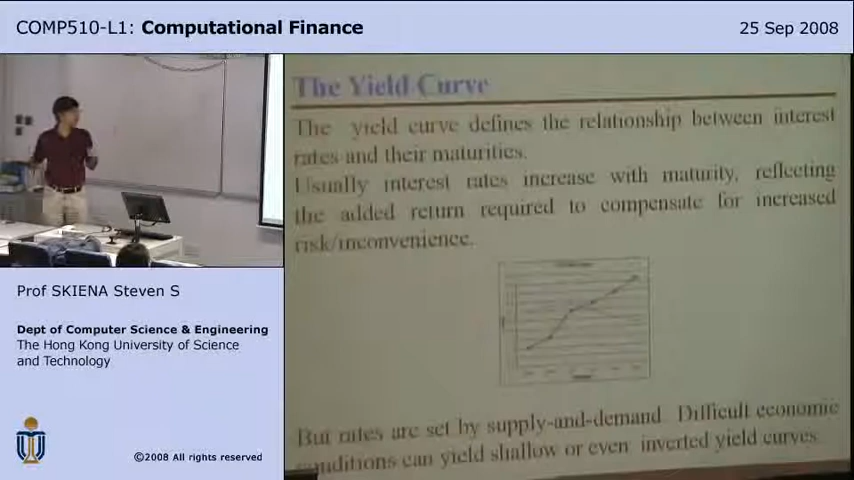 COMP510-L1: Computational Finance
25 Sep 2008
The Yield Curve
The yield curve defines the relationship between interest
rates and their maturities.
Usually interest rates increase with maturity, reflecting
the added return required to compensate for increased
risk/inconvenience.
But rates are set by supply-and-demand. Difficult economic
conditions can yield shallow or even inverted yield curves.
Prof SKIENA Steven S
Dept of Computer Science & Engineering
The Hong Kong University of Science
and Technology
©2008 All rights reserved